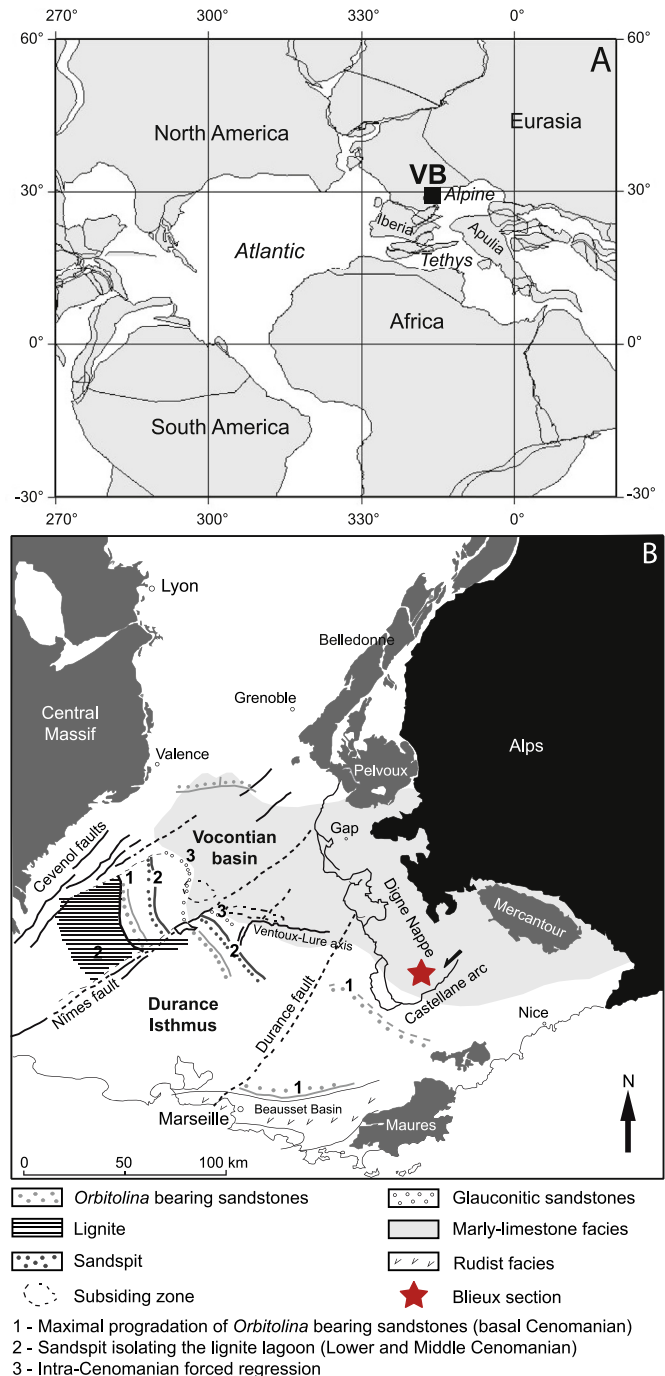 270° 300° 330° 0°
60° 60°
A
North America
Eurasia
VB
30° Alpine 30°
Iberia
Apulia
Atlantic
Tethys
Africa
0° 0°
South America
-30° -30°
270° 300° 330° 0°
B
Lyon
Belledonne
Grenoble
Central
Massif
Alps
Valence
Pelvoux
Cevenol faults
Vocontian
basin
Gap
3
1
2
Digne Nappe
Mercantour
3
2
2
Ventoux-Lure axis
Nîmes fault
Durance
Isthmus
Durance fault
Castellane arc
1
Nice
1
Marseille
Beausset Basin
Maures
N
0 50 100 km
Orbitolina bearing sandstones
Glauconitic sandstones
Lignite
Marly-limestone facies
Sandspit
Rudist facies
Subsiding zone
Blieux section
1 - Maximal progradation of Orbitolina bearing sandstones (basal Cenomanian)
2 - Sandspit isolating the lignite lagoon (Lower and Middle Cenomanian)
3 - Intra-Cenomanian forced regression